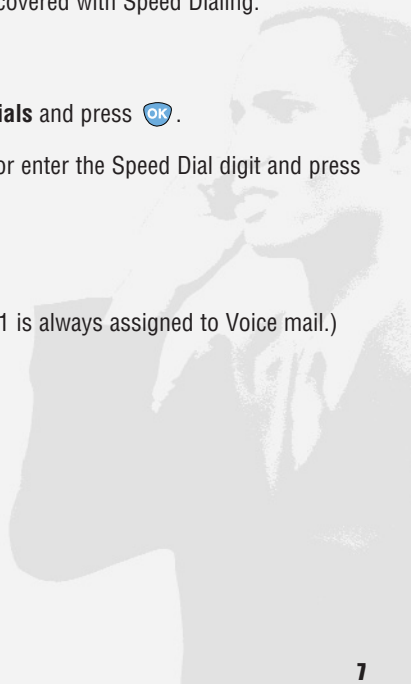 covered with Speed Dialing.
ials and press OK.
or enter the Speed Dial digit and press
1 is always assigned to Voice mail.)
7